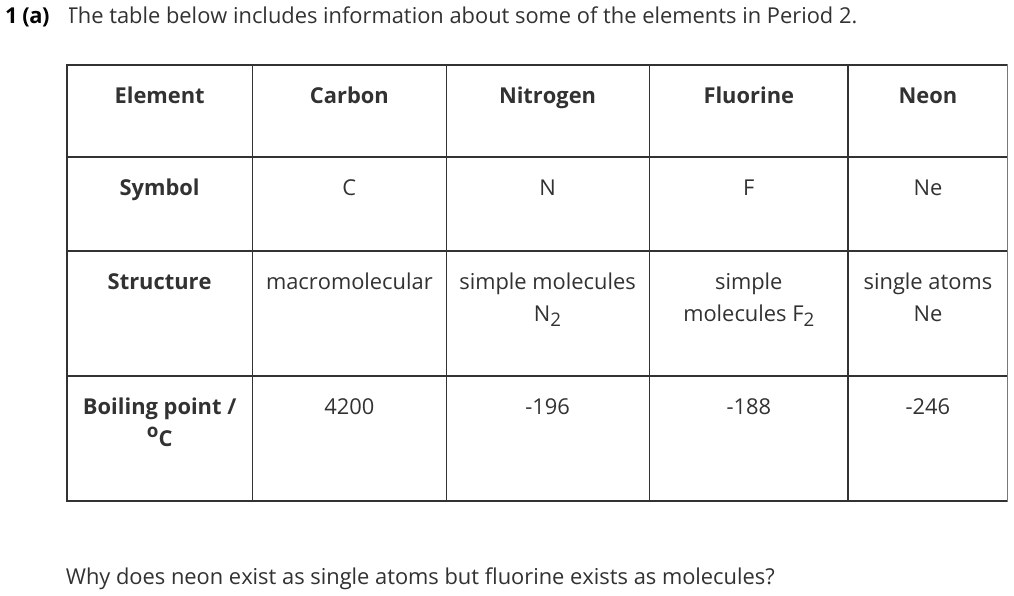 1 (a) The table below includes information about some of the elements in Period 2.
Element Carbon Nitrogen Fluorine Neon
Symbol C N F Ne
Structure macromolecular simple molecules simple single atoms
N2 molecules F2 Ne
Boiling point / 4200 -196 -188 -246
ºC
Why does neon exist as single atoms but fluorine exists as molecules?